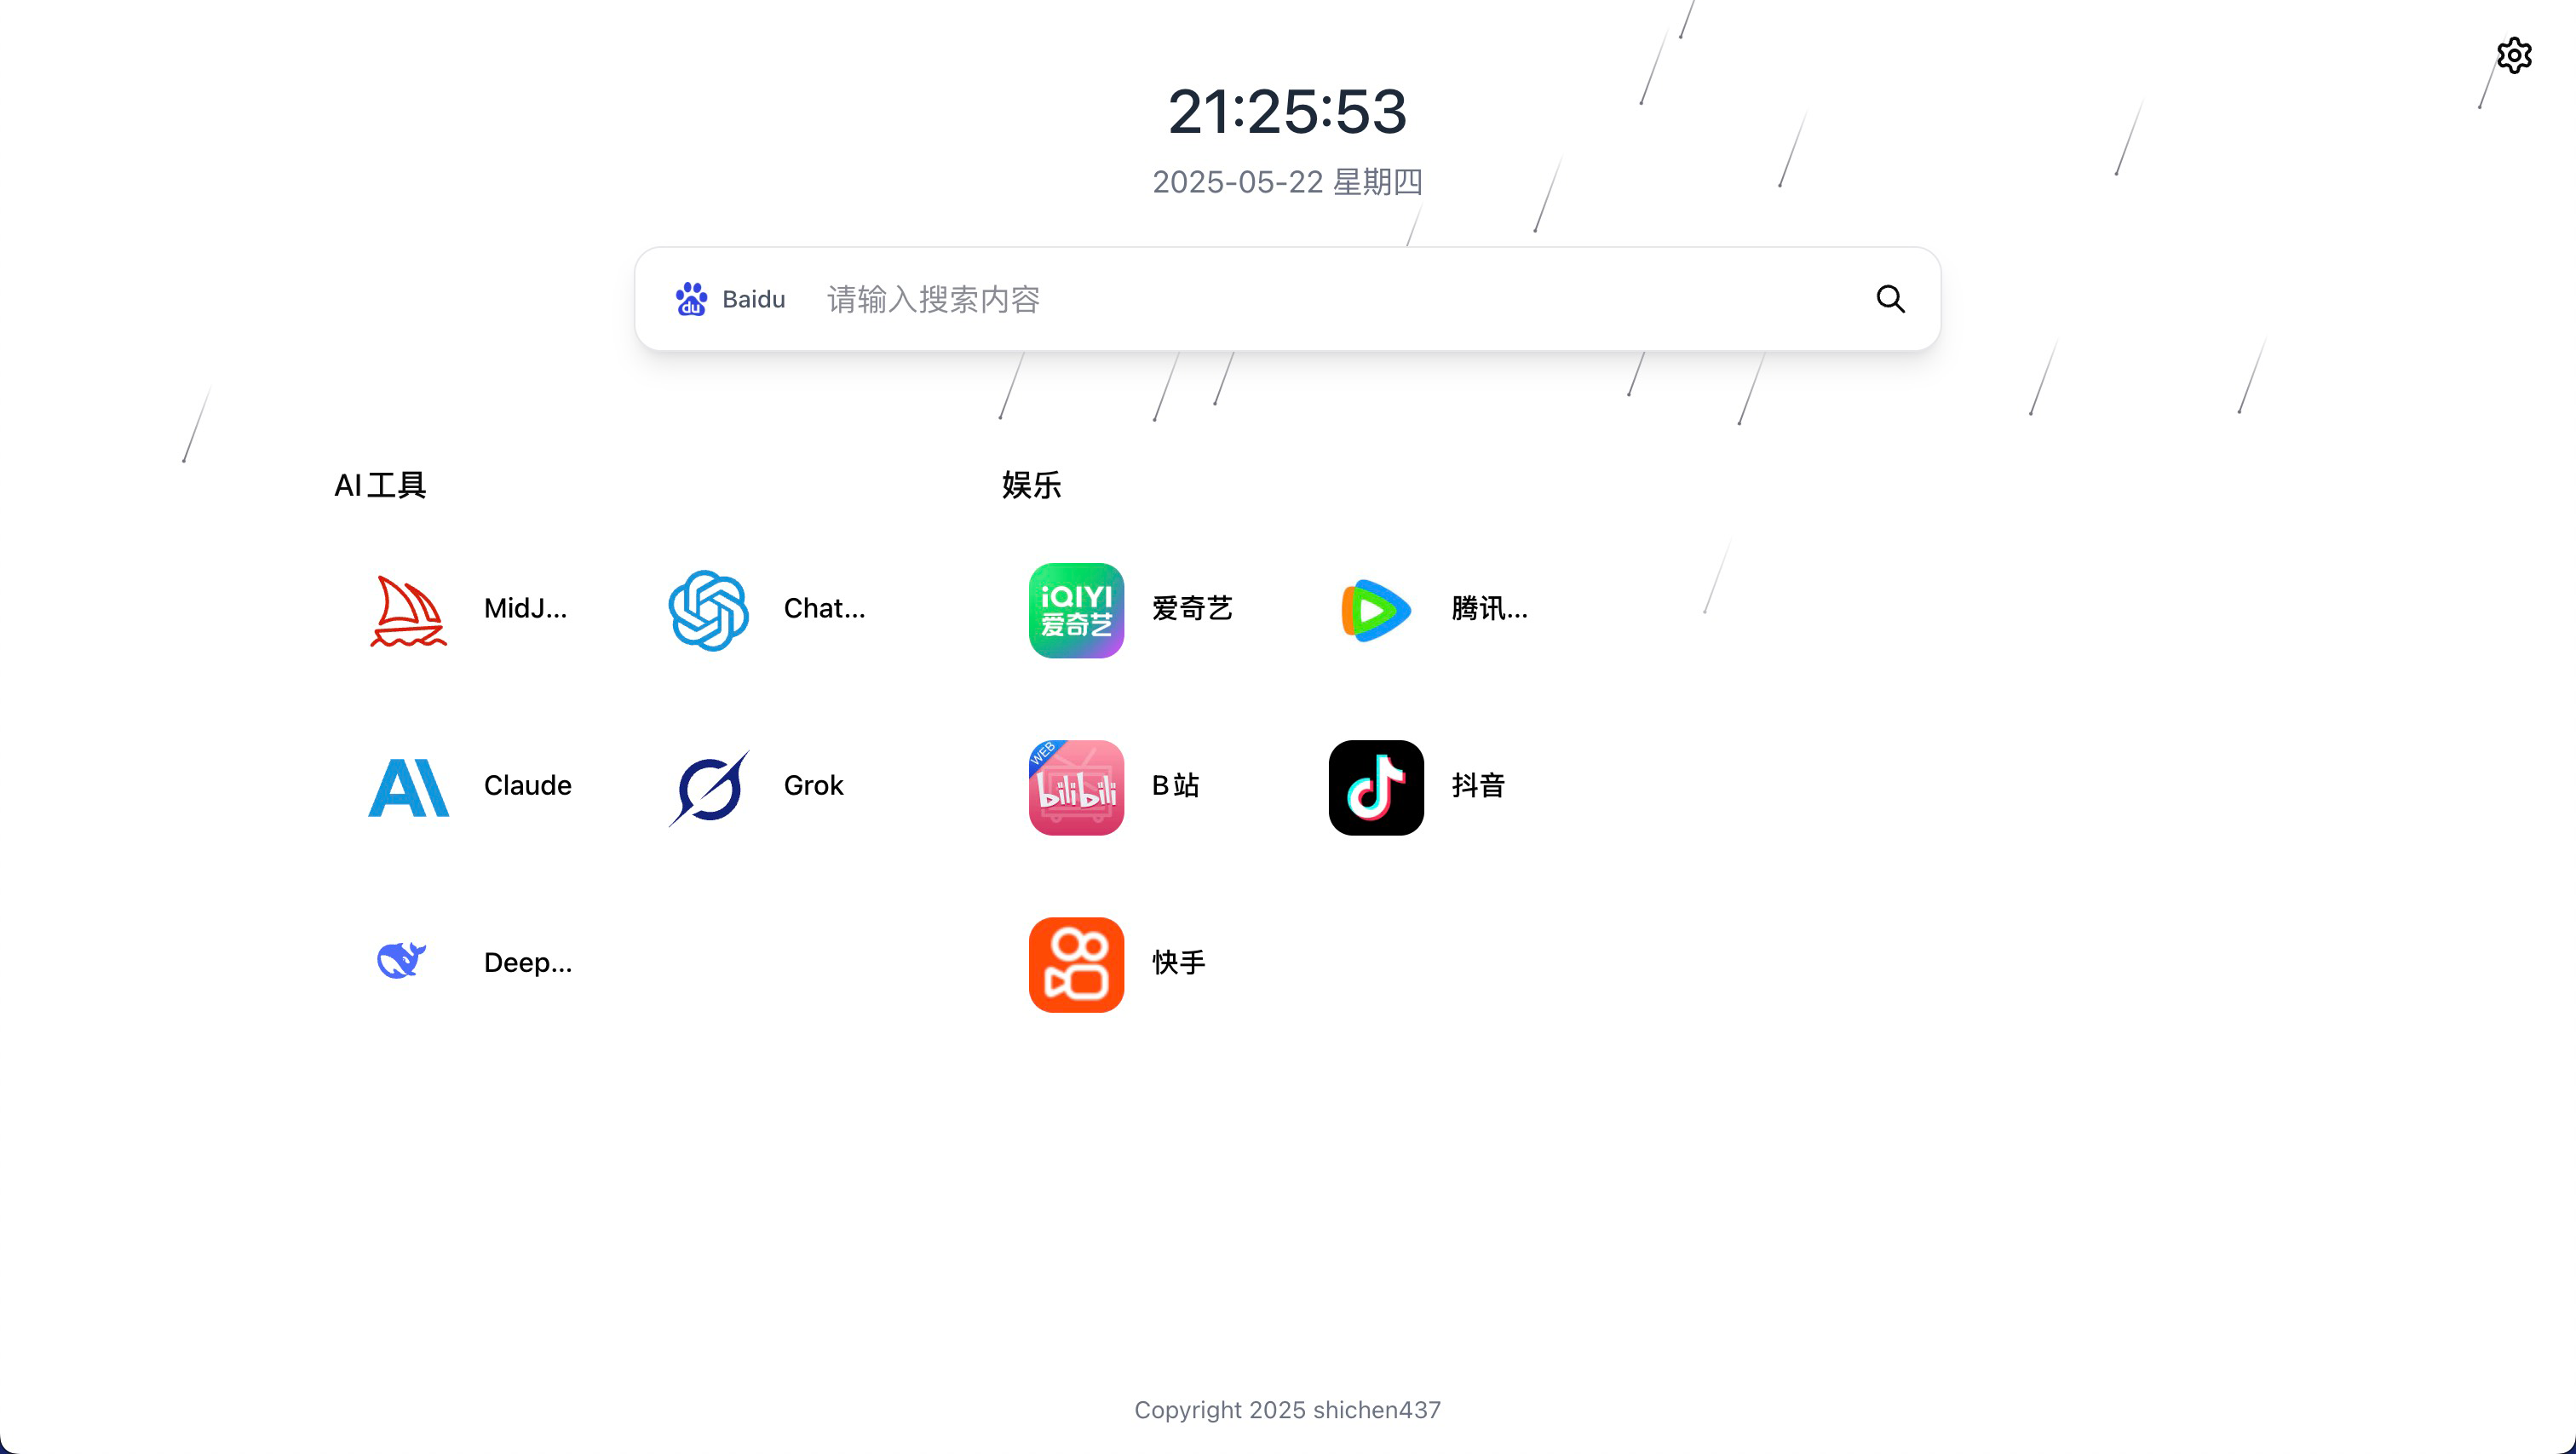 21:25:53
2025-05-22 星期四
du Baidu 请输入搜索内容
AI工具
MidJ...
Chat...
Claude
Grok
Deep...
娱乐
iQIYI
爱奇艺
爱奇艺
腾讯...
WEB
bilibili
B站
抖音
快手
Copyright 2025 shichen437